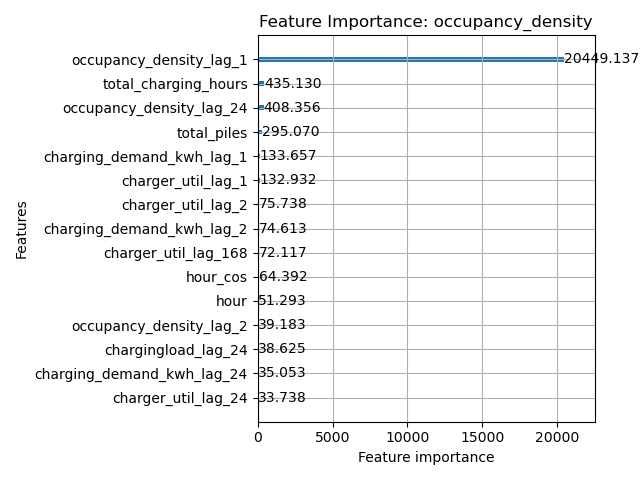 Feature Importance: occupancy_density
occupancy_density_lag_1 20449.137
total_charging_hours 435.130
occupancy_density_lag_24 408.356
total_piles 295.070
charging_demand_kwh_lag_1 133.657
charger_util_lag_1 132.932
charger_util_lag_2 75.738
charging_demand_kwh_lag_2 74.613
charger_util_lag_168 72.117
hour_cos 64.392
hour 51.293
occupancy_density_lag_2 39.183
chargingload_lag_24 38.625
charging_demand_kwh_lag_24 35.053
charger_util_lag_24 33.738
Features
0 5000 10000 15000 20000
Feature importance